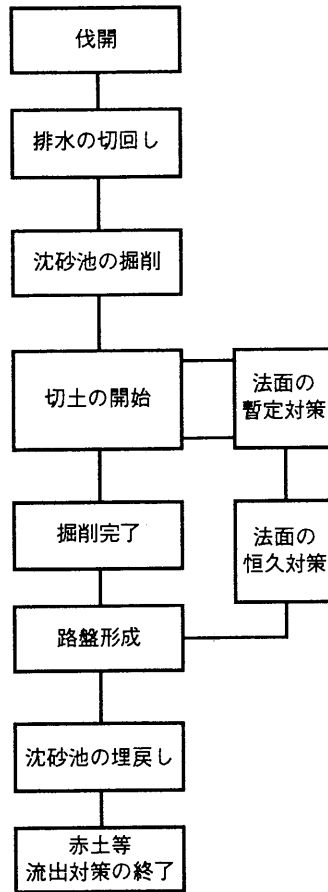 伐開
排水の切回し
沈砂池の掘削
切土の開始
法面の
暫定対策
掘削完了
法面の
恒久対策
路盤形成
沈砂池の埋戻し
赤土等
流出対策の終了